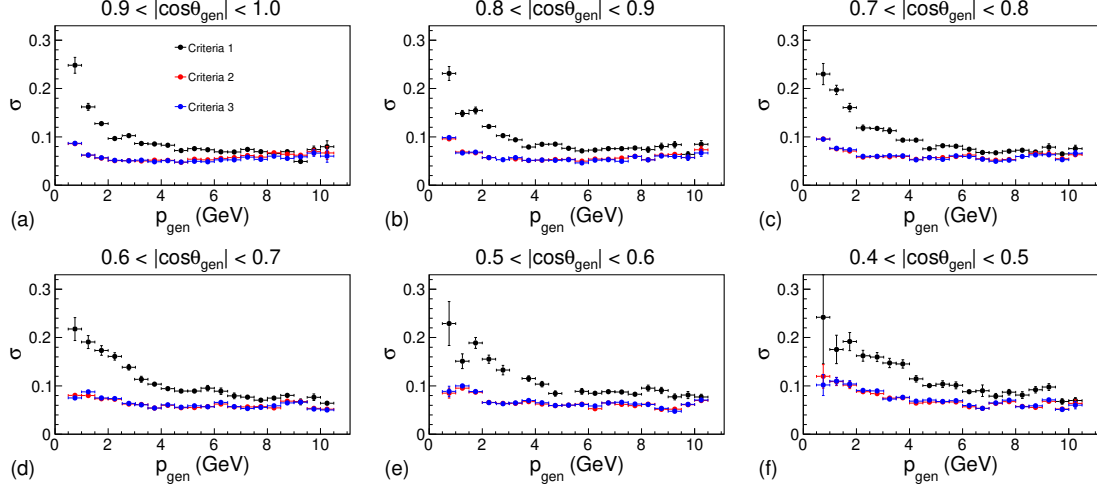 0.9 < |cosθgen| < 1.0
0.3
0.2
0.1
0
σ
Criteria 1
Criteria 2
Criteria 3
0 2 4 6 8 10
(a) pgen (GeV)
0.8 < |cosθgen| < 0.9
0.3
0.2
0.1
0
σ
0 2 4 6 8 10
(b) pgen (GeV)
0.7 < |cosθgen| < 0.8
0.3
0.2
0.1
0
σ
0 2 4 6 8 10
(c) pgen (GeV)
0.6 < |cosθgen| < 0.7
0.3
0.2
0.1
0
σ
0 2 4 6 8 10
(d) pgen (GeV)
0.5 < |cosθgen| < 0.6
0.3
0.2
0.1
0
σ
0 2 4 6 8 10
(e) pgen (GeV)
0.4 < |cosθgen| < 0.5
0.3
0.2
0.1
0
σ
0 2 4 6 8 10
(f) pgen (GeV)